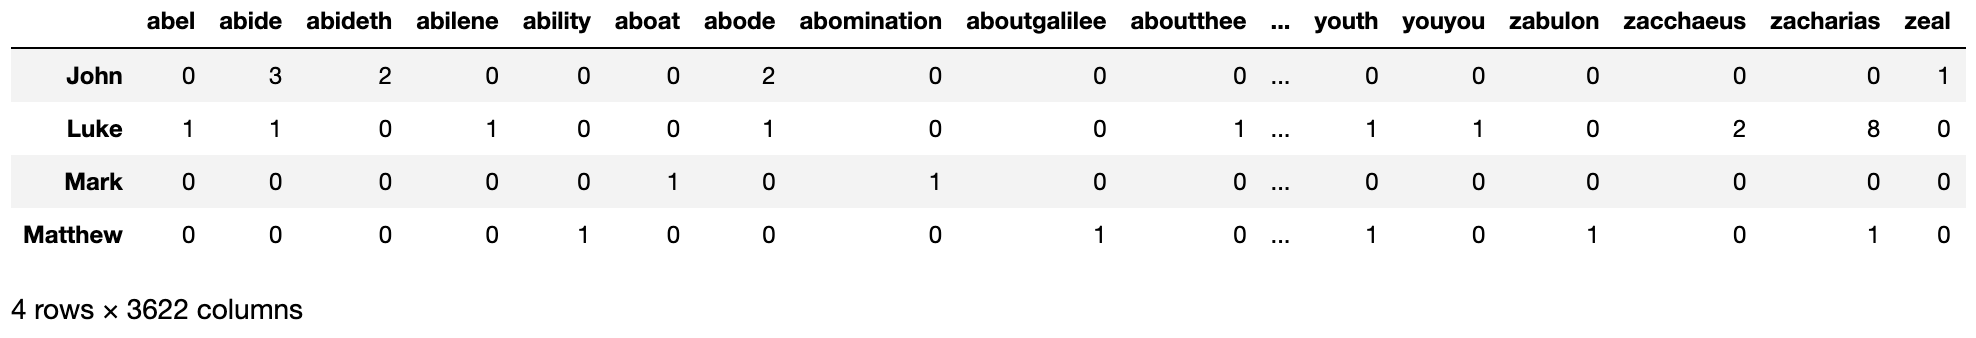 abel abide abideth abilene ability aboat abode abomination aboutgalilee aboutthee ... youth youyou zabulon zacchaeus zacharias zeal
John 0 3 2 0 0 0 2 0 0 0 ... 0 0 0 0 0 1
Luke 1 1 0 1 0 0 1 0 0 1 ... 1 1 0 2 8 0
Mark 0 0 0 0 0 1 0 1 0 0 ... 0 0 0 0 0 0
Matthew 0 0 0 0 1 0 0 0 1 0 ... 1 0 1 0 1 0
4 rows × 3622 columns